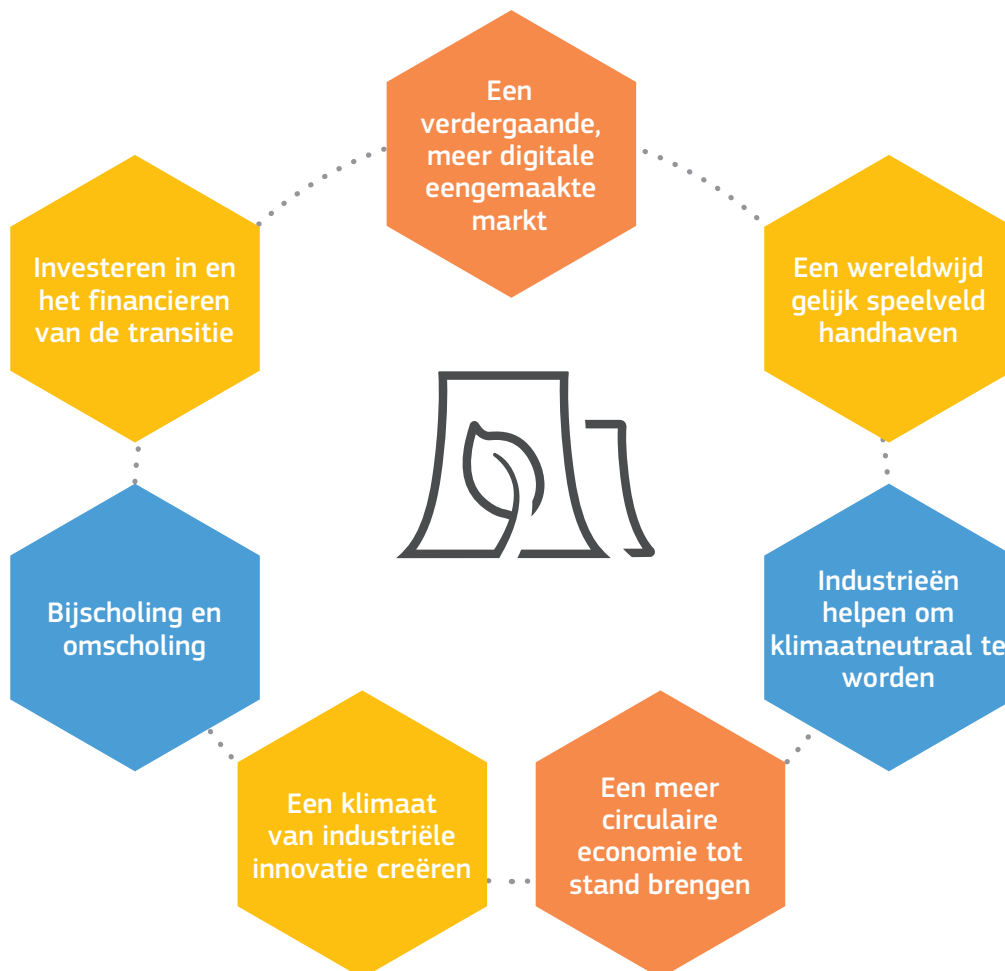 Een
verdergaande,
meer digitale
eengemaakte
markt
Investeren in en
het financieren
van de transitie
Een wereldwijd
gelijk speelveld
handhaven
Bijscholing en
omscholing
Industrieën
helpen om
klimaatneutraal te
worden
Een klimaat
van industriële
innovatie creëren
Een meer
circulaire
economie tot
stand brengen